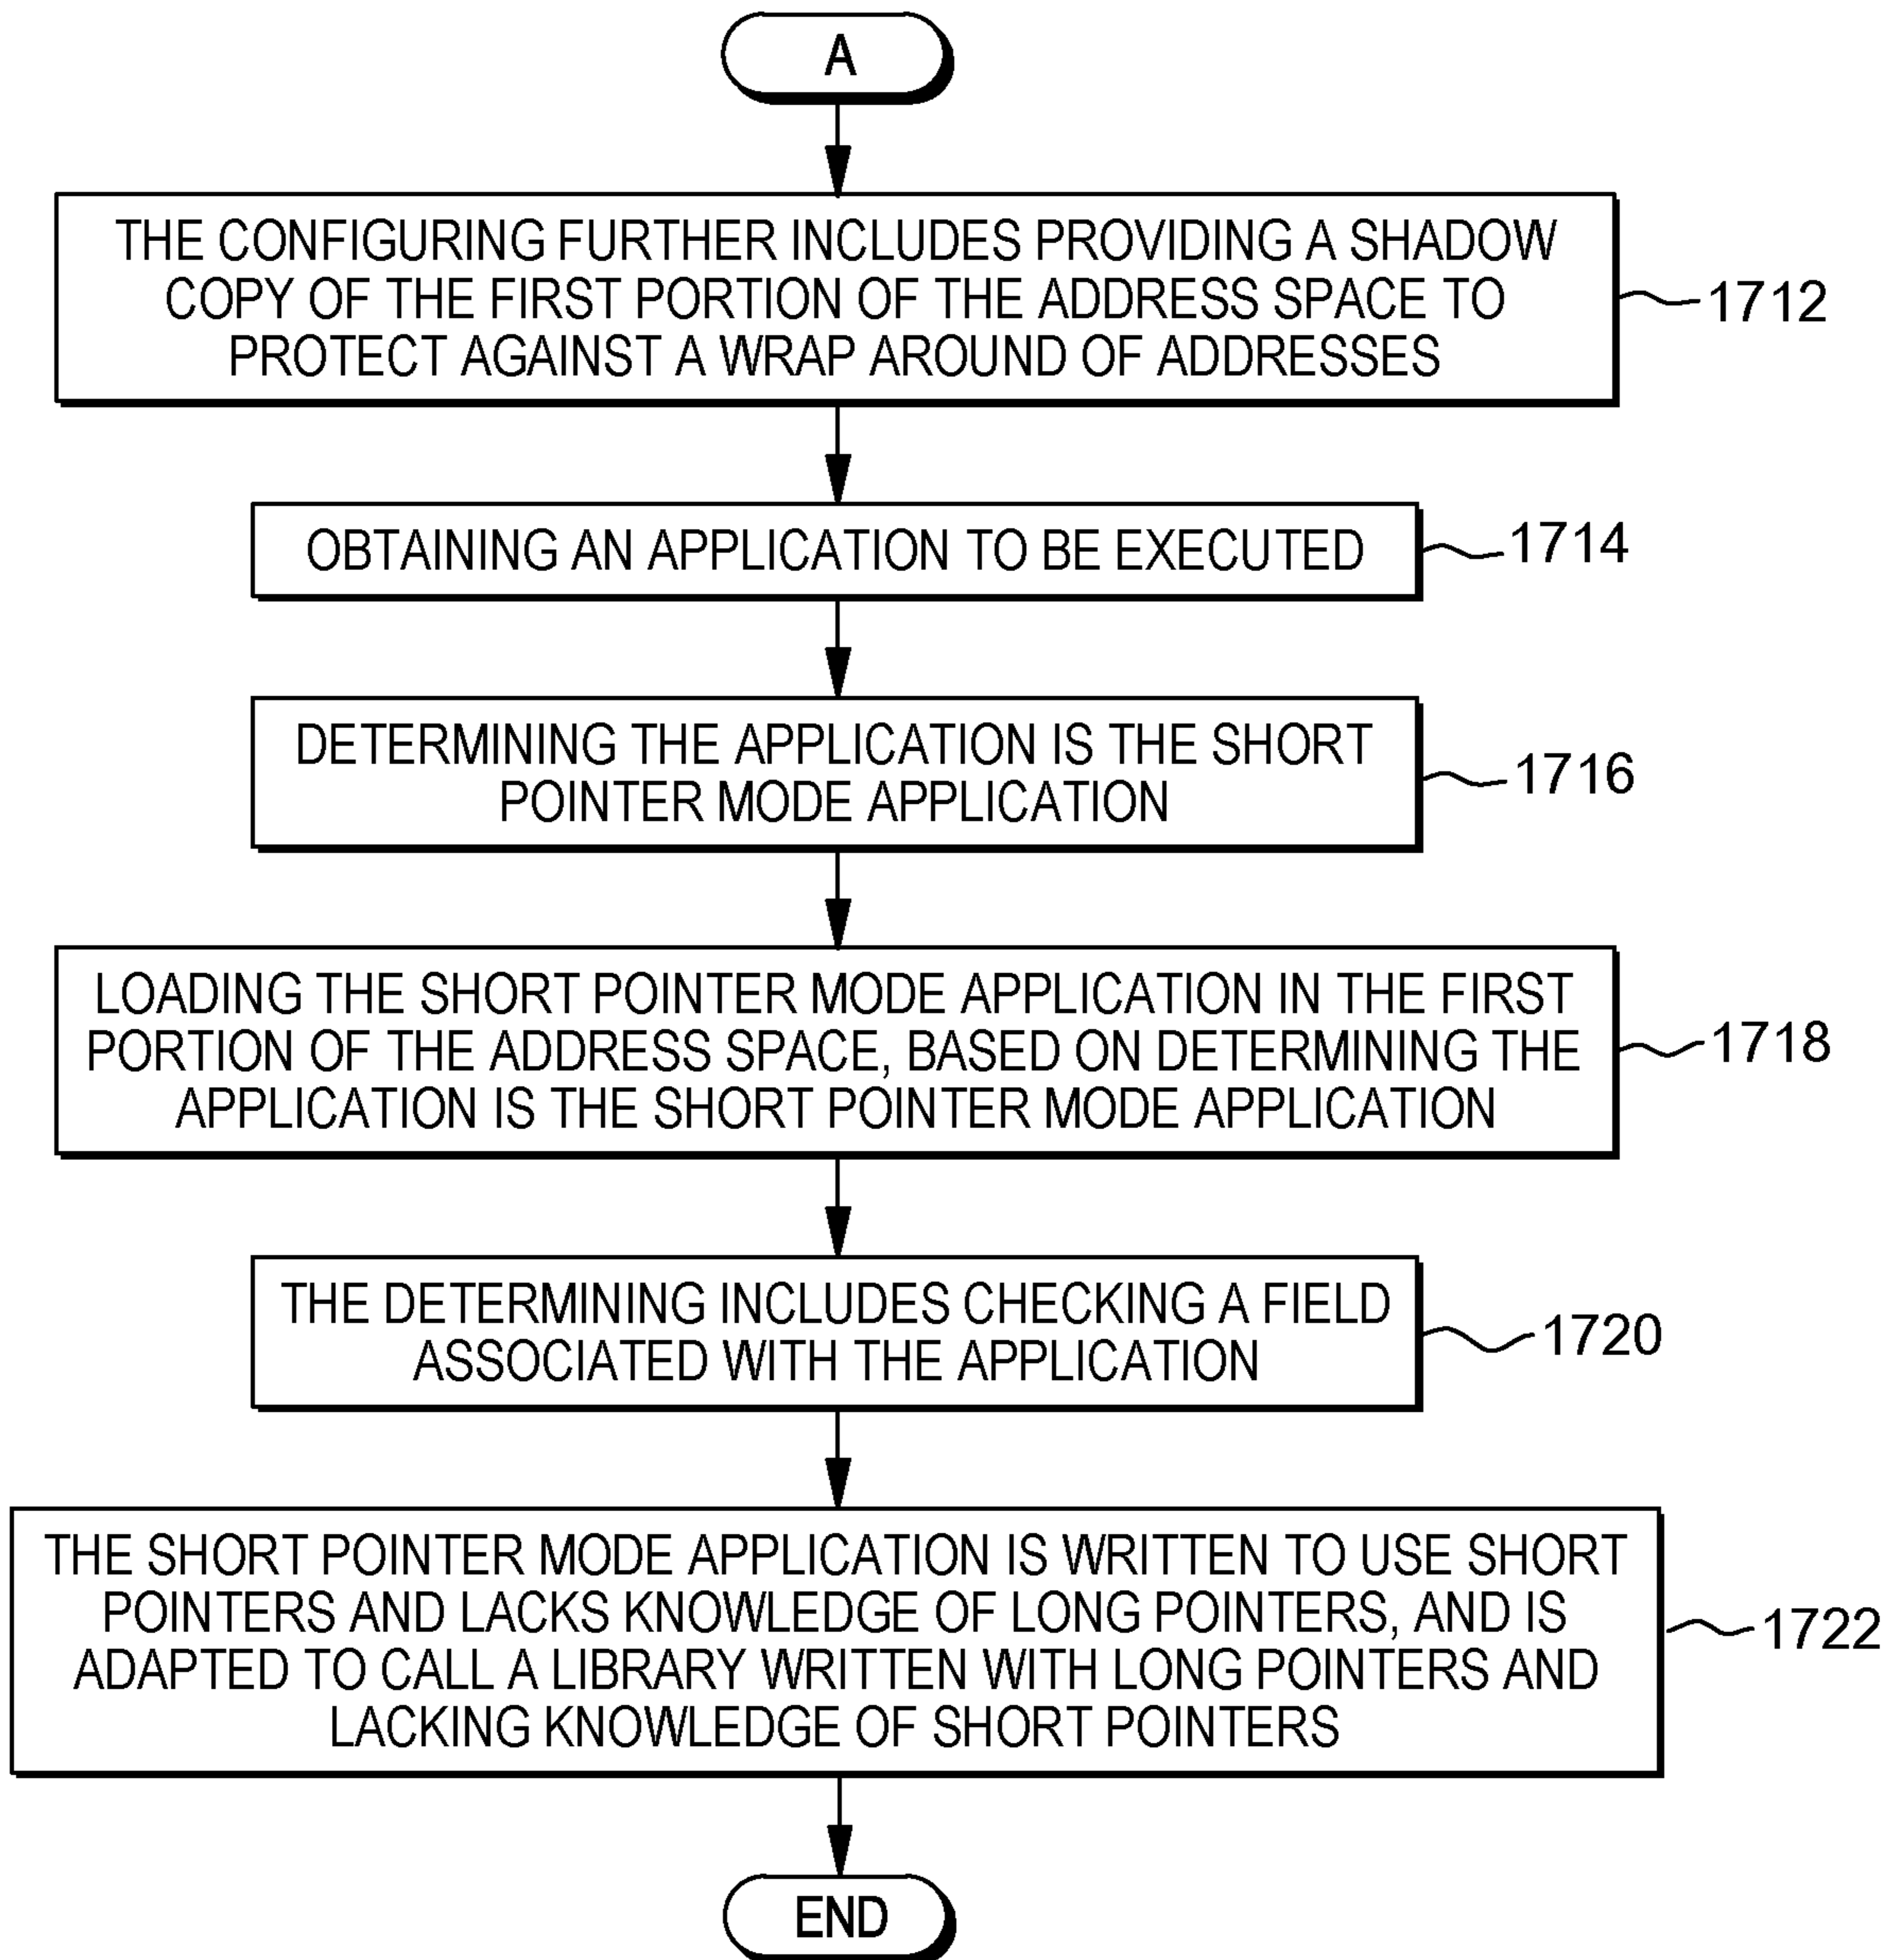 A
THE CONFIGURING FURTHER INCLUDES PROVIDING A SHADOW
COPY OF THE FIRST PORTION OF THE ADDRESS SPACE TO
PROTECT AGAINST A WRAP AROUND OF ADDRESSES
1712
OBTAINING AN APPLICATION TO BE EXECUTED
1714
DETERMINING THE APPLICATION IS THE SHORT
POINTER MODE APPLICATION
1716
LOADING THE SHORT POINTER MODE APPLICATION IN THE FIRST
PORTION OF THE ADDRESS SPACE, BASED ON DETERMINING THE
APPLICATION IS THE SHORT POINTER MODE APPLICATION
1718
THE DETERMINING INCLUDES CHECKING A FIELD
ASSOCIATED WITH THE APPLICATION
1720
THE SHORT POINTER MODE APPLICATION IS WRITTEN TO USE SHORT
POINTERS AND LACKS KNOWLEDGE OF LONG POINTERS, AND IS
ADAPTED TO CALL A LIBRARY WRITTEN WITH LONG POINTERS AND
LACKING KNOWLEDGE OF SHORT POINTERS
1722
END